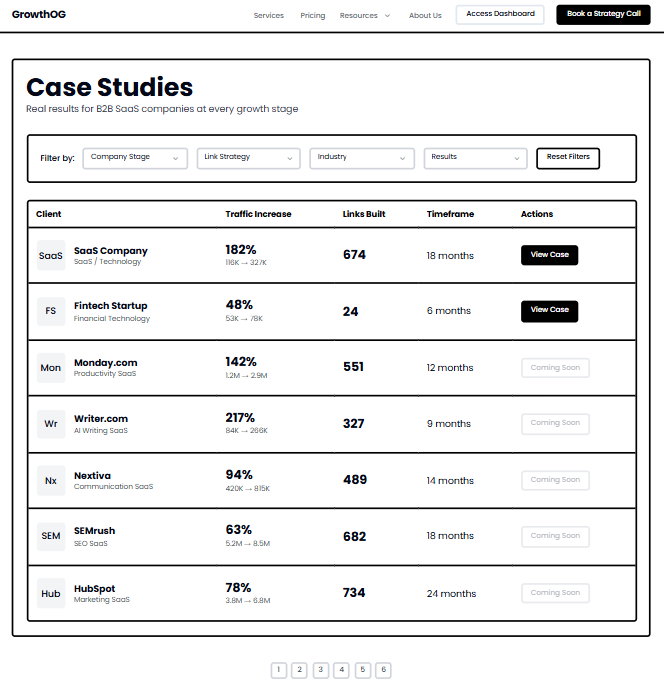 GrowthOG
Services Pricing Resources About Us Access Dashboard Book a Strategy Call
Case Studies
Real results for B2B SaaS companies at every growth stage
Filter by: Company Stage Link Strategy Industry Results Reset Filters
Client Traffic Increase Links Built Timeframe Actions
SaaS SaaS Company 182% 674 18 months View Case
SaaS / Technology 116K → 327K
FS Fintech Startup 48% 24 6 months View Case
Financial Technology 53K → 78K
Mon Monday.com 142% 551 12 months Coming Soon
Productivity SaaS 1.2M → 2.9M
Wr Writer.com 217% 327 9 months Coming Soon
AI Writing SaaS 84K → 266K
Nx Nextiva 94% 489 14 months Coming Soon
Communication SaaS 420K → 815K
SEM SEMrush 63% 682 18 months Coming Soon
SEO SaaS 5.2M → 8.5M
Hub HubSpot 78% 734 24 months Coming Soon
Marketing SaaS 3.8M → 6.8M
1 2 3 4 5 6